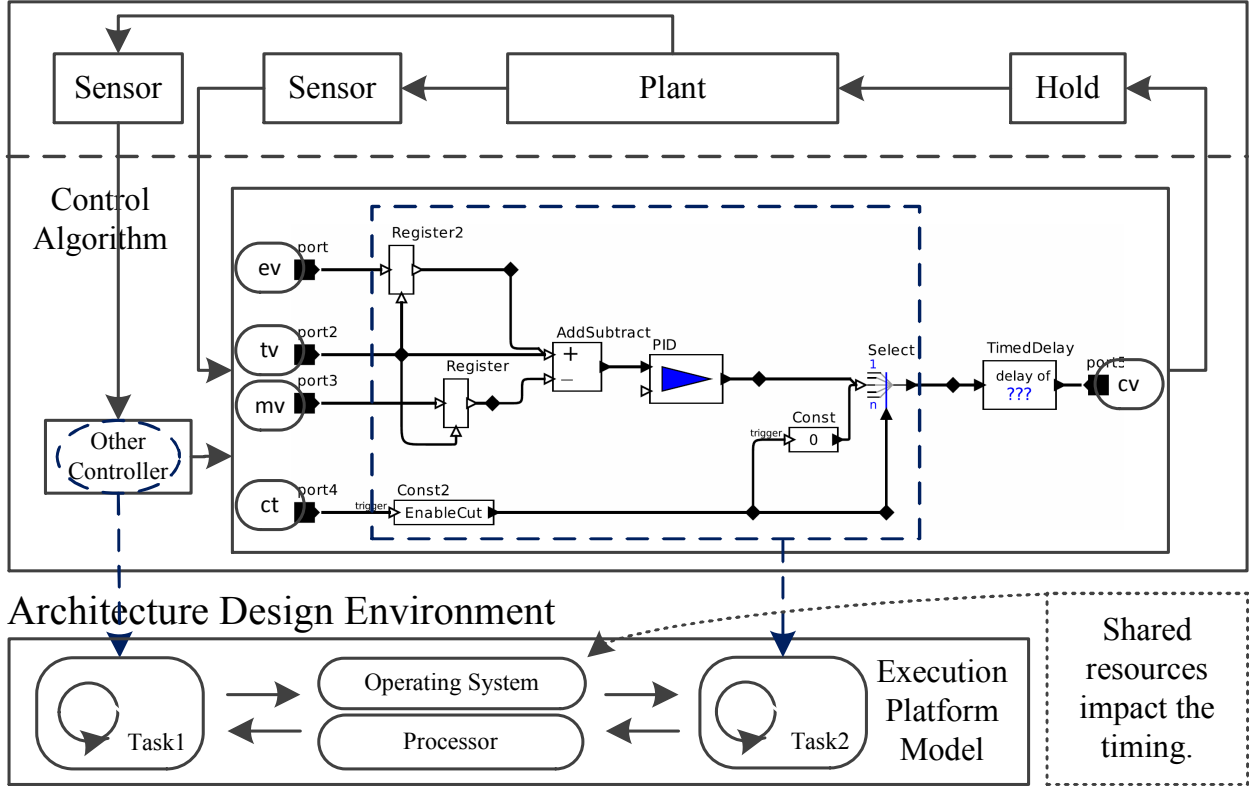 Sensor
Sensor
Plant
Hold
Control
Algorithm
port
ev
Register2
port2
tv
port3
mv
Register
AddSubtract
+
−
PID
Select
1
n
TimedDelay
delay of
???
port5
cv
Const
trigger
0
Other
Controller
port4
ct
trigger
Const2
EnableCut
Architecture Design Environment
Task1
Operating System
Processor
Task2
Execution
Platform
Model
Shared
resources
impact the
timing.